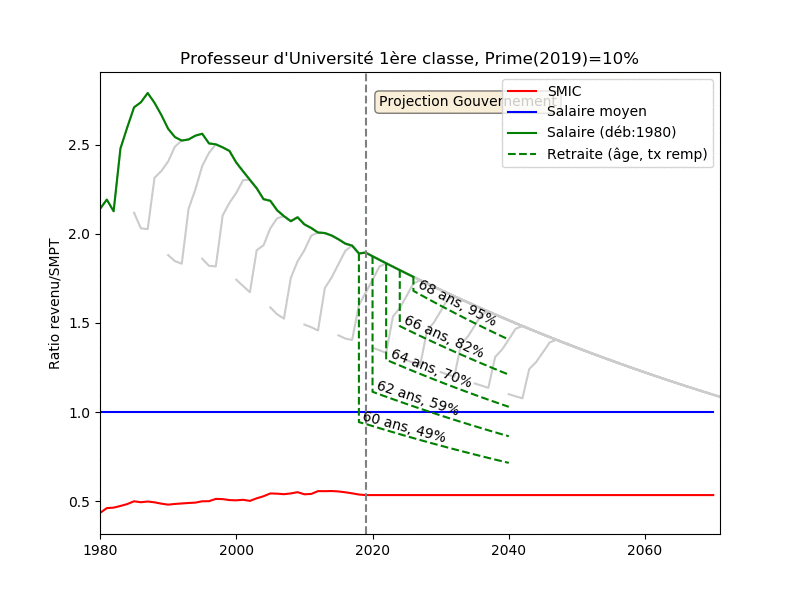 Professeur d'Université 1ère classe, Prime(2019)=10%
Projection Gouvernement
SMIC
Salaire moyen
Salaire (déb:1980)
Retraite (âge, tx remp)
Ratio revenu/SMPT
2.5
2.0
1.5
1.0
0.5
68 ans, 95%
66 ans, 82%
64 ans, 70%
62 ans, 59%
60 ans, 49%
1980
2000
2020
2040
2060